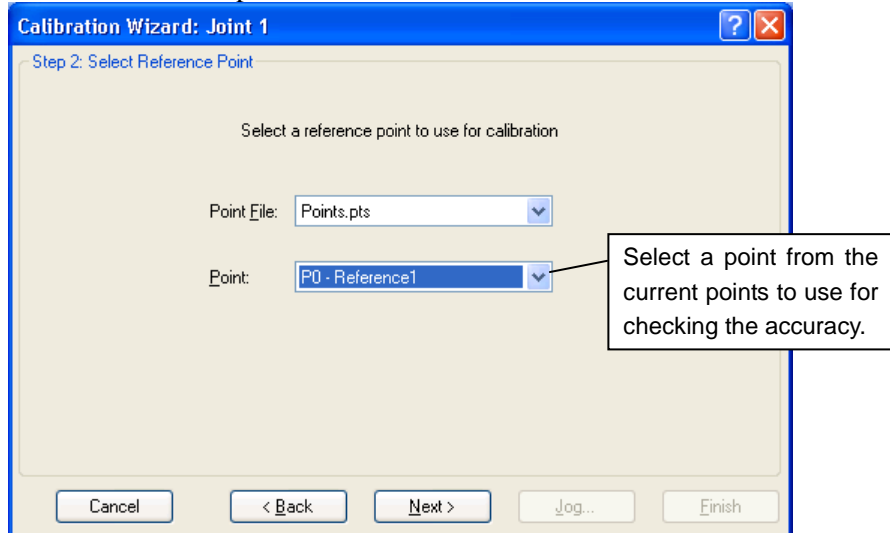 Calibration Wizard: Joint 1
Step 2: Select Reference Point
Select a reference point to use for calibration
Point File: Points.pts
Point: P0 - Reference1
Select a point from the
current points to use for
checking the accuracy.
Cancel < Back Next > Jog... Finish